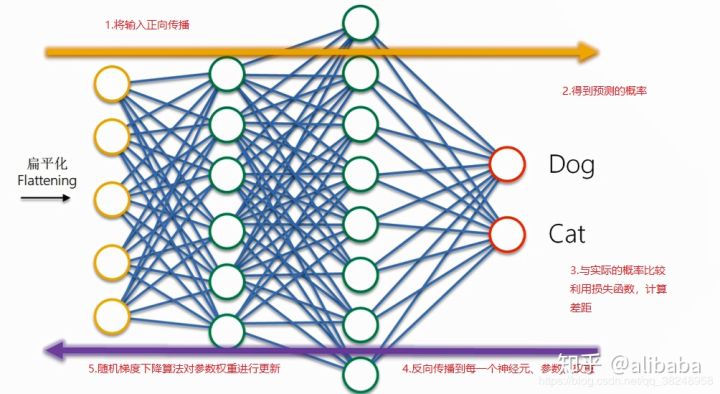 1.将输入正向传播
2.得到预测的概率
扁平化
Flattening
Dog
Cat
3.与实际的概率比较
利用损失函数，计算
差距
5.随机梯度下降算法对参数权重进行更新
4.反向传播到每一个神经元、参数、权重
知乎 @alibaba
https://blog.csdn.net/qq_38248958